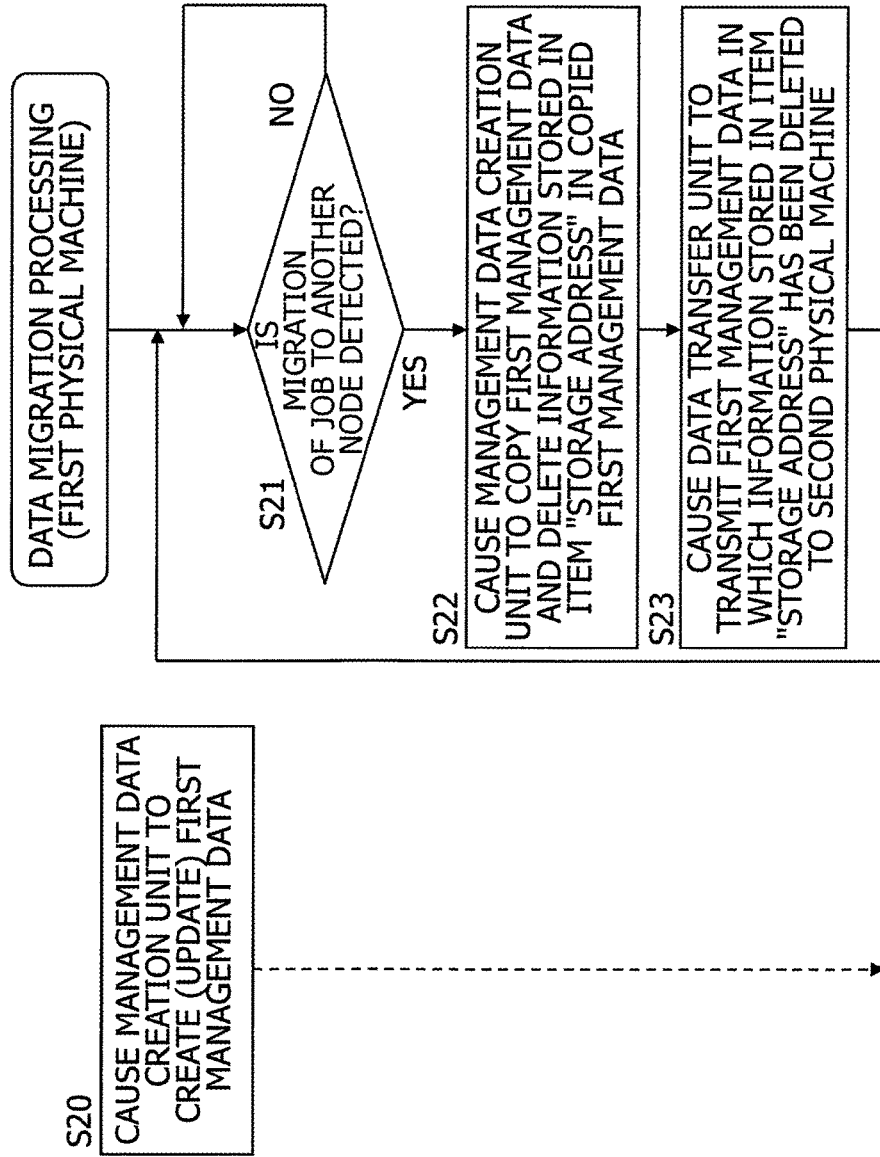 DATA MIGRATION PROCESSING
(FIRST PHYSICAL MACHINE)
S21
IS
MIGRATION
OF JOB TO ANOTHER
NODE DETECTED?
NO
YES
S22
CAUSE MANAGEMENT DATA CREATION
UNIT TO COPY FIRST MANAGEMENT DATA
AND DELETE INFORMATION STORED IN
ITEM "STORAGE ADDRESS" IN COPIED
FIRST MANAGEMENT DATA
S23
CAUSE DATA TRANSFER UNIT TO
TRANSMIT FIRST MANAGEMENT DATA IN
WHICH INFORMATION STORED IN ITEM
"STORAGE ADDRESS" HAS BEEN DELETED
TO SECOND PHYSICAL MACHINE
S20
CAUSE MANAGEMENT DATA
CREATION UNIT TO
CREATE (UPDATE) FIRST
MANAGEMENT DATA